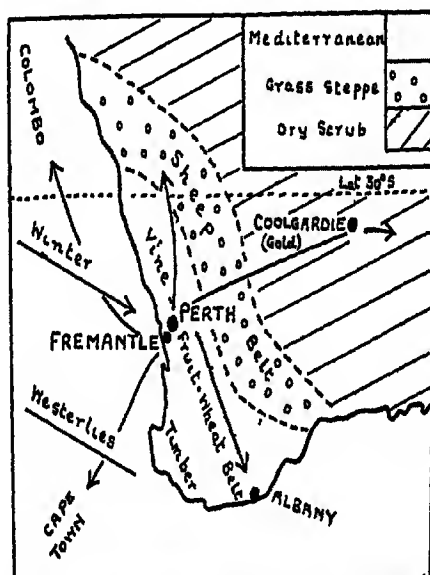 Mediterranean
Grass Steppe
Dry Scrub
COLOMBO
Lat 30°S
Sheep Belt
COOLGARDIE
(Gold)
Winter
Vine
PERTH
FREMANTLE
Fruit-Wheat Belt
Westerlies
Timber
ALBANY
CAPE
TOWN